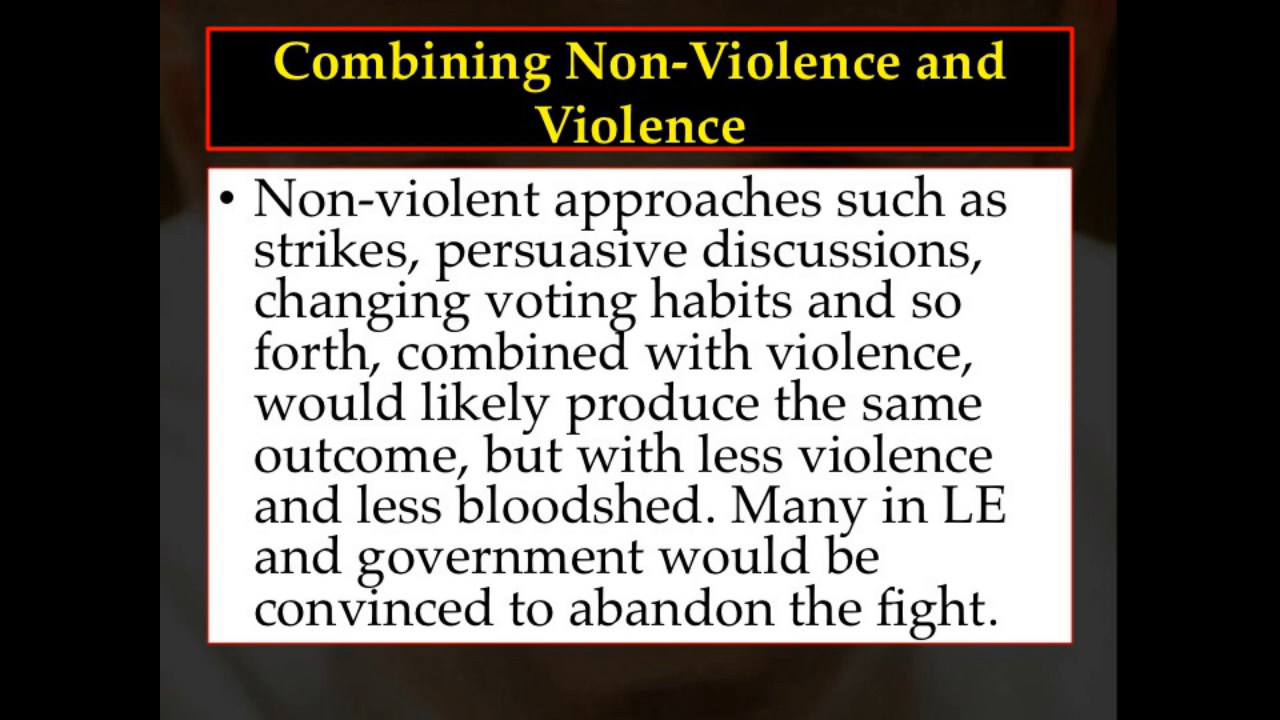 Combining Non-Violence and
Violence
• Non-violent approaches such as
strikes, persuasive discussions,
changing voting habits and so
forth, combined with violence,
would likely produce the same
outcome, but with less violence
and less bloodshed. Many in LE
and government would be
convinced to abandon the fight.